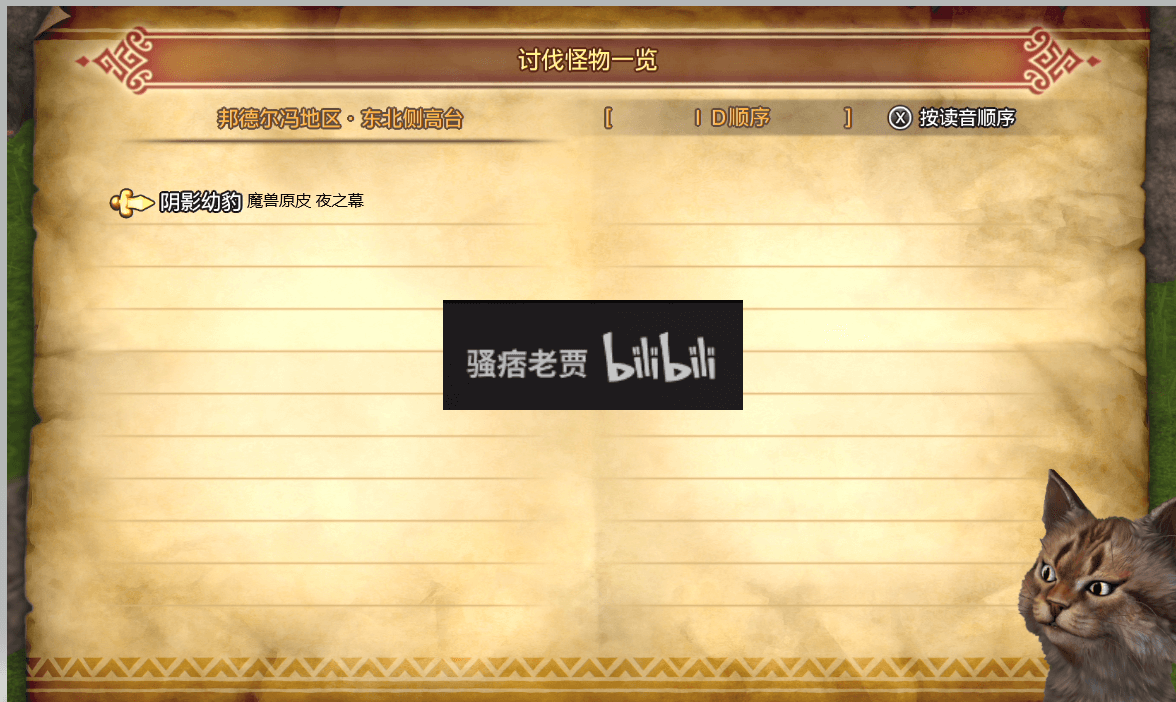 讨伐怪物一览
邦德尔冯地区·东北侧高台 [ ID顺序 ] X 按读音顺序
阴影幼豹 魔兽原皮 夜之幕
骚痞老贾 bilibili